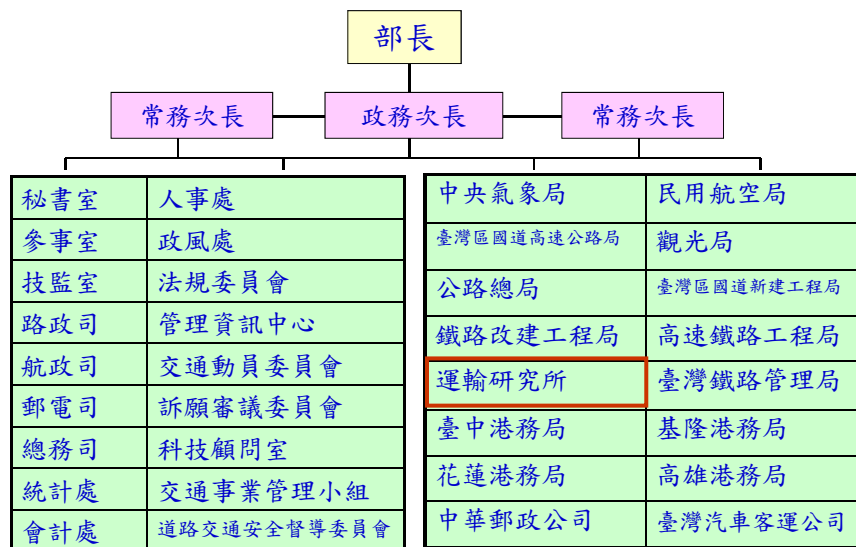 部長
常務次長 政務次長 常務次長
秘書室 人事處
參事室 政風處
技監室 法規委員會
路政司 管理資訊中心
航政司 交通動員委員會
郵電司 訴願審議委員會
總務司 科技顧問室
統計處 交通事業管理小組
會計處 道路交通安全督導委員會
中央氣象局 民用航空局
臺灣區國道高速公路局 觀光局
公路總局 臺灣區國道新建工程局
鐵路改建工程局 高速鐵路工程局
運輸研究所 臺灣鐵路管理局
臺中港務局 基隆港務局
花蓮港務局 高雄港務局
中華郵政公司 臺灣汽車客運公司